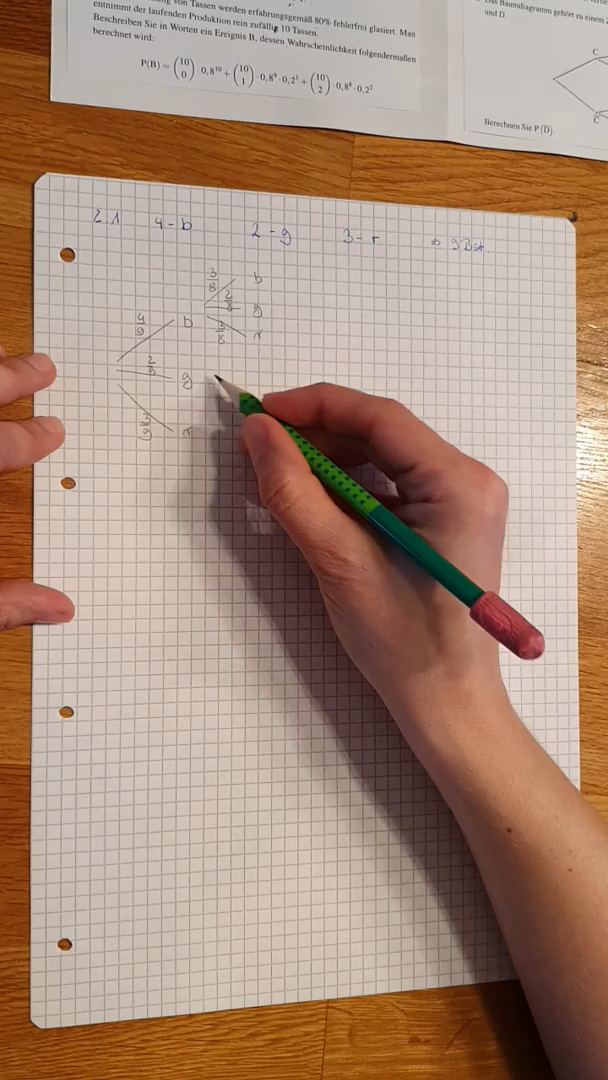 von Tassen werden erfahrungsgemäß 80% fehlerfrei glasiert. Man
entnimmt der laufenden Produktion rein zufällig 10 Tassen.
Beschreiben Sie in Worten ein Ereignis B, dessen Wahrscheinlichkeit folgendermaßen
berechnet wird:
P(B) = (10 0) · 0,8¹⁰ + (10 1) · 0,8⁹ · 0,2¹ + (10 2) · 0,8⁸ · 0,2²
Baumdiagramm gehört zu einem
und D.
C
C̅
Berechnen Sie P(D).
2.1 4-b 2-g 3-r => 9 Bst.
3/8 b
2/8 g
3/8 r
4/9 b
2/9 g
3/9 r